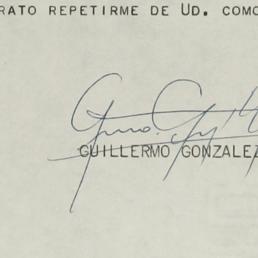 RATO REPETIRME DE UD. COMO
GUILLERMO GONZALEZ